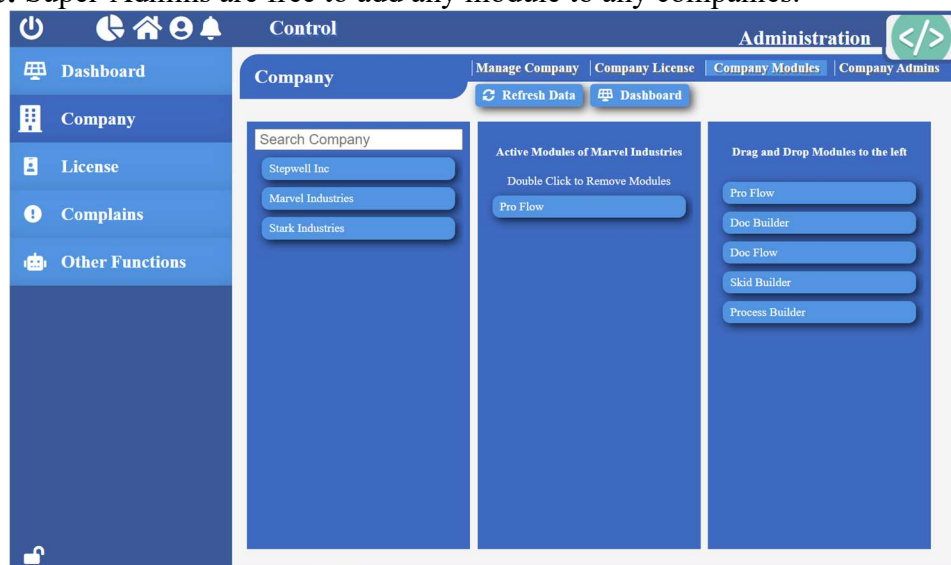 Super Admins are free to add any module to any companies.
Control
Administration
</>
Dashboard
Company
License
Complains
Other Functions
Company
Manage Company
Company License
Company Modules
Company Admins
Refresh Data
Dashboard
Search Company
Stepwell Inc
Marvel Industries
Stark Industries
Active Modules of Marvel Industries
Double Click to Remove Modules
Pro Flow
Drag and Drop Modules to the left
Pro Flow
Doc Builder
Doc Flow
Skid Builder
Process Builder